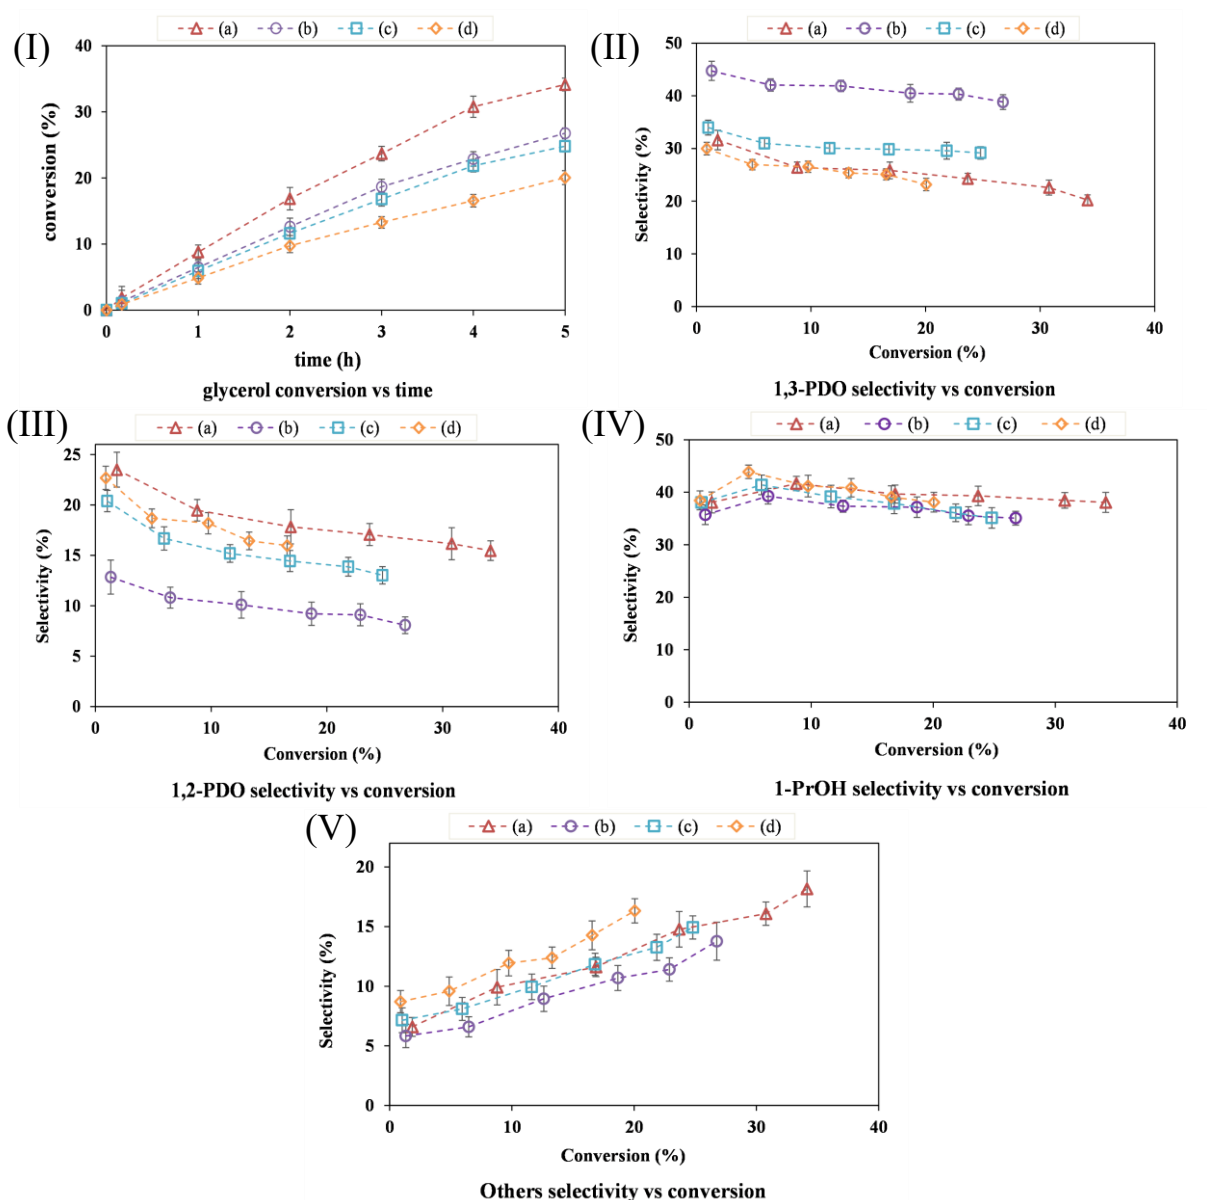 (I)
(a) (b) (c) (d)
40
30
20
10
0
conversion (%)
0 1 2 3 4 5
time (h)
glycerol conversion vs time
(II)
(a) (b) (c) (d)
50
40
30
20
10
0
Selectivity (%)
0 10 20 30 40
Conversion (%)
1,3-PDO selectivity vs conversion
(III)
(a) (b) (c) (d)
25
20
15
10
5
0
Selectivity (%)
0 10 20 30 40
Conversion (%)
1,2-PDO selectivity vs conversion
(IV)
(a) (b) (c) (d)
50
40
30
20
10
0
Selectivity (%)
0 10 20 30 40
Conversion (%)
1-PrOH selectivity vs conversion
(V)
(a) (b) (c) (d)
20
15
10
5
0
Selectivity (%)
0 10 20 30 40
Conversion (%)
Others selectivity vs conversion